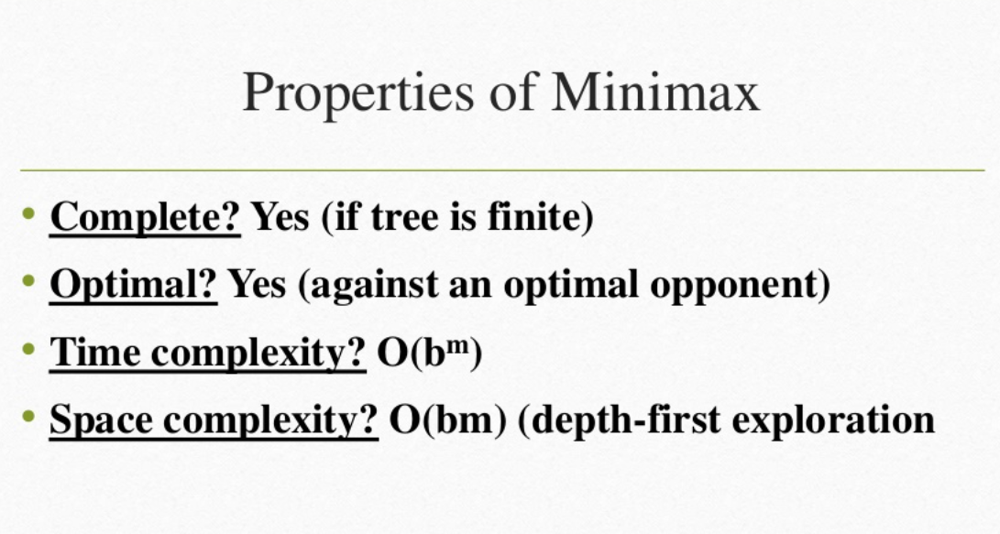 Properties of Minimax
• Complete? Yes (if tree is finite)
• Optimal? Yes (against an optimal opponent)
• Time complexity? O(bᵐ)
• Space complexity? O(bm) (depth-first exploration